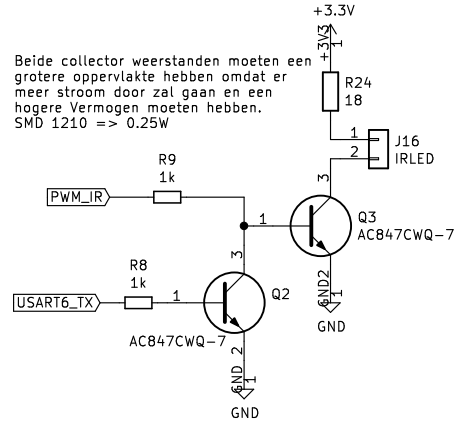 +3.3V
+3V3
1
Beide collector weerstanden moeten een
grotere oppervlakte hebben omdat er
meer stroom door zal gaan en een
hogere Vermogen moeten hebben.
SMD 1210 => 0.25W
R24
18
1
2
J16
IRLED
R9
1k
PWM_IR
3
1
Q3
AC847CWQ-7
3
R8
1k
USART6_TX
1
Q2
AC847CWQ-7
GND2
1
GND
2
GND
1
GND